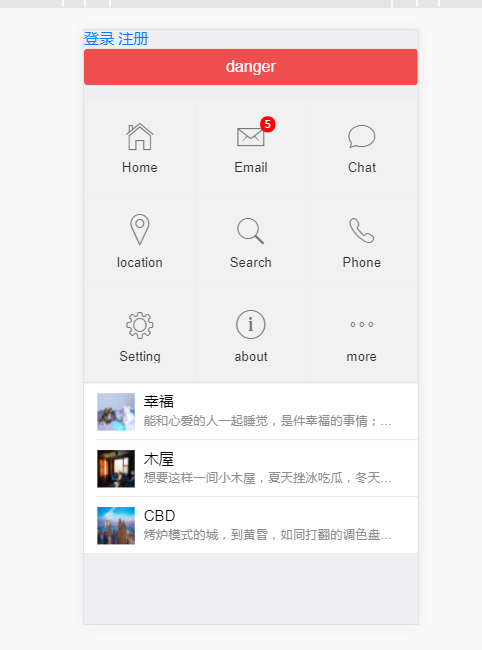 登录 注册
danger
5
Home Email Chat
location Search Phone
Setting about more
幸福
能和心爱的人一起睡觉，是件幸福的事情；...
木屋
想要这样一间小木屋，夏天挫冰吃瓜，冬天...
CBD
烤炉模式的城，到黄昏，如同打翻的调色盘...